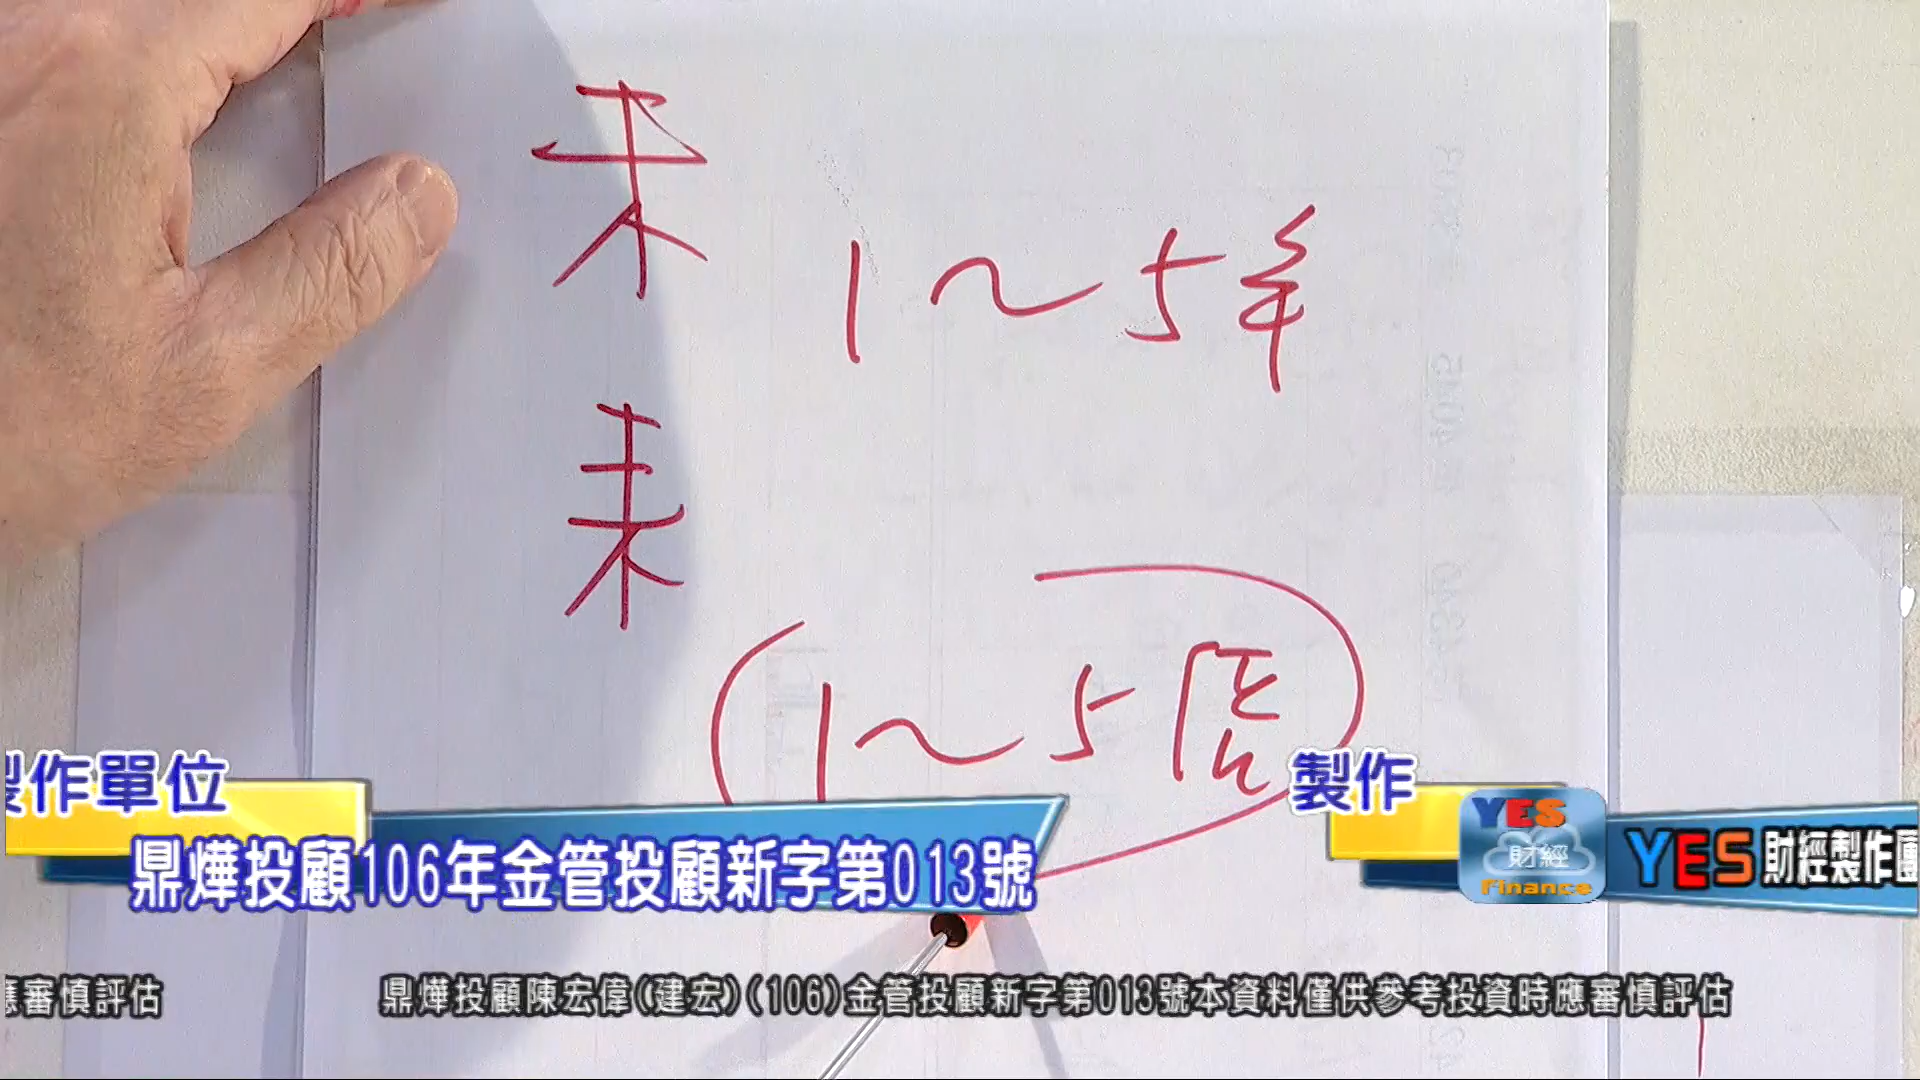 未
1～5年
未
1～5
製作單位
鼎燁投顧106年金管投顧新字第013號
製作
YES
財經
Finance
YES財經製作團
應審慎評估
鼎燁投顧陳宏偉(建宏)(106)金管投顧新字第013號本資料僅供參考投資時應審慎評估